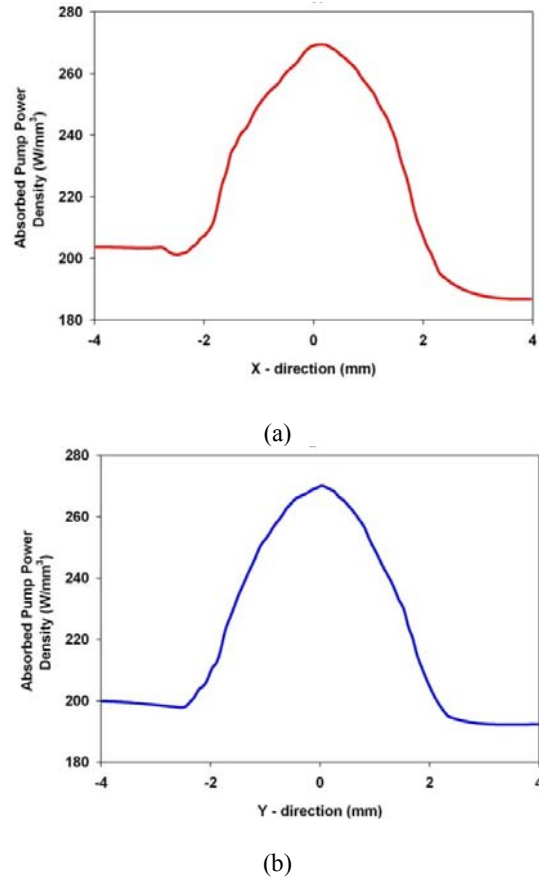 280
260
240
220
200
180
Absorbed Pump Power
Density (W/mm³)
-4 -2 0 2 4
X - direction (mm)
(a)
280
260
240
220
200
180
Absorbed Pump Power
Density (W/mm³)
-4 -2 0 2 4
Y - direction (mm)
(b)